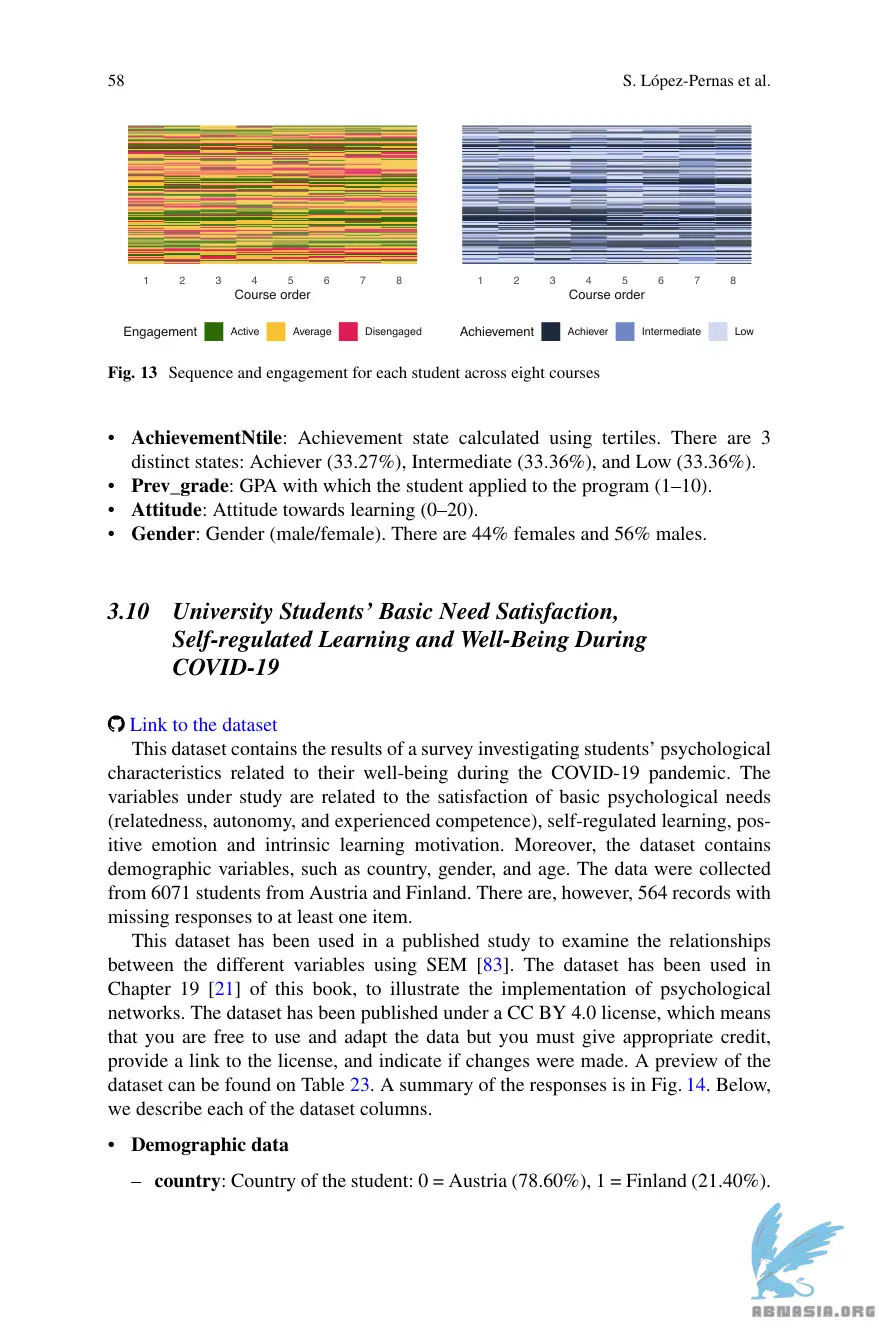 58
S. López-Pernas et al.
1 2 3 4 5 6 7 8
Course order
Engagement Active Average Disengaged
1 2 3 4 5 6 7 8
Course order
Achievement Achiever Intermediate Low
Fig. 13 Sequence and engagement for each student across eight courses
• AchievementNtile: Achievement state calculated using tertiles. There are 3
distinct states: Achiever (33.27%), Intermediate (33.36%), and Low (33.36%).
• Prev_grade: GPA with which the student applied to the program (1–10).
• Attitude: Attitude towards learning (0–20).
• Gender: Gender (male/female). There are 44% females and 56% males.
3.10 University Students’ Basic Need Satisfaction,
Self-regulated Learning and Well-Being During
COVID-19
Link to the dataset
This dataset contains the results of a survey investigating students’ psychological
characteristics related to their well-being during the COVID-19 pandemic. The
variables under study are related to the satisfaction of basic psychological needs
(relatedness, autonomy, and experienced competence), self-regulated learning, pos-
itive emotion and intrinsic learning motivation. Moreover, the dataset contains
demographic variables, such as country, gender, and age. The data were collected
from 6071 students from Austria and Finland. There are, however, 564 records with
missing responses to at least one item.
This dataset has been used in a published study to examine the relationships
between the different variables using SEM [83]. The dataset has been used in
Chapter 19 [21] of this book, to illustrate the implementation of psychological
networks. The dataset has been published under a CC BY 4.0 license, which means
that you are free to use and adapt the data but you must give appropriate credit,
provide a link to the license, and indicate if changes were made. A preview of the
dataset can be found on Table 23. A summary of the responses is in Fig. 14. Below,
we describe each of the dataset columns.
• Demographic data
– country: Country of the student: 0 = Austria (78.60%), 1 = Finland (21.40%).
ABNASIA.ORG